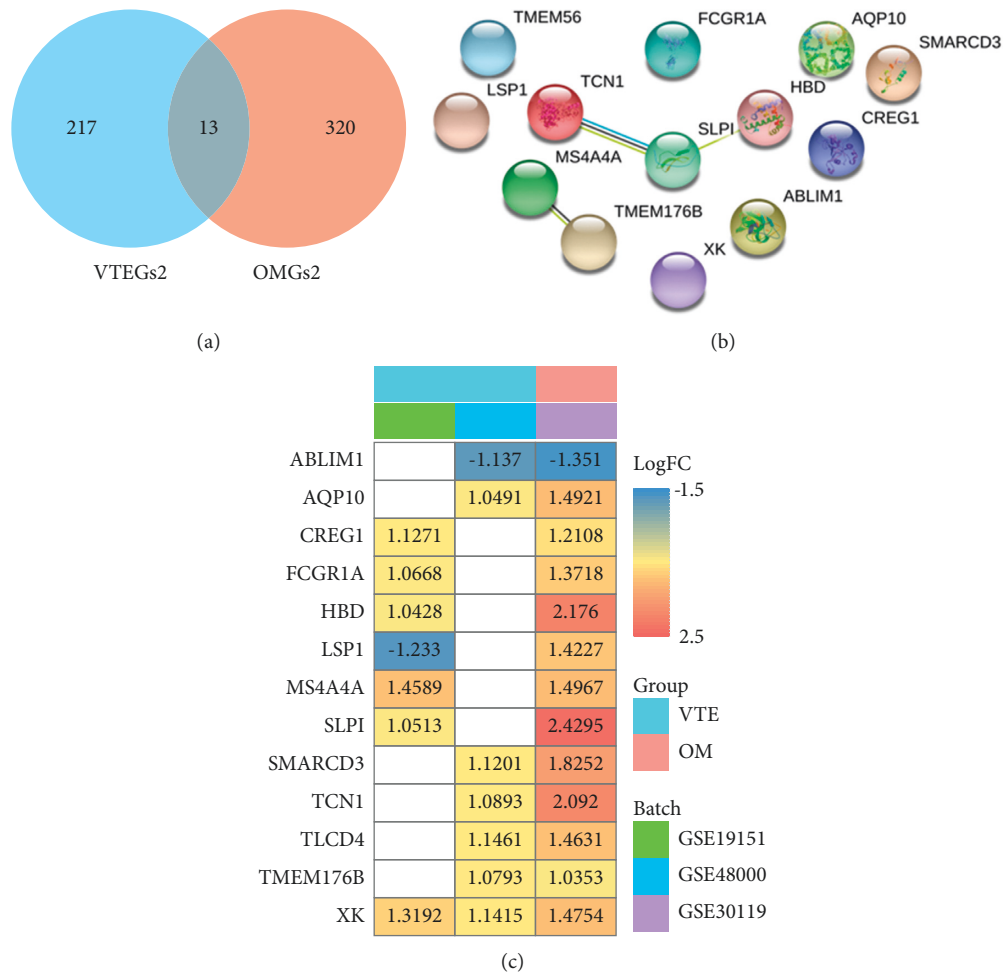 217
13
320
VTEGs2
OMGs2
(a)
TMEM56
FCGR1A
AQP10
SMARCD3
LSP1
TCN1
HBD
CREG1
SLPI
MS4A4A
TMEM176B
ABLIM1
XK
(b)
ABLIM1 -1.137 -1.351
AQP10 1.0491 1.4921
CREG1 1.1271 1.2108
FCGR1A 1.0668 1.3718
HBD 1.0428 2.176
LSP1 -1.233 1.4227
MS4A4A 1.4589 1.4967
SLPI 1.0513 2.4295
SMARCD3 1.1201 1.8252
TCN1 1.0893 2.092
TLCD4 1.1461 1.4631
TMEM176B 1.0793 1.0353
XK 1.3192 1.1415 1.4754
LogFC
-1.5
2.5
Group
VTE
OM
Batch
GSE19151
GSE48000
GSE30119
(c)